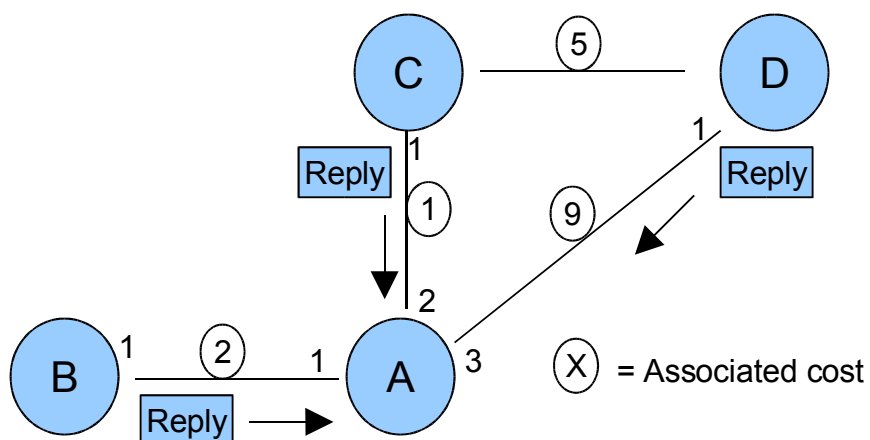 5
C
D
1
1
Reply
Reply
1
9
2
1
2
1
3
X = Associated cost
B
A
Reply